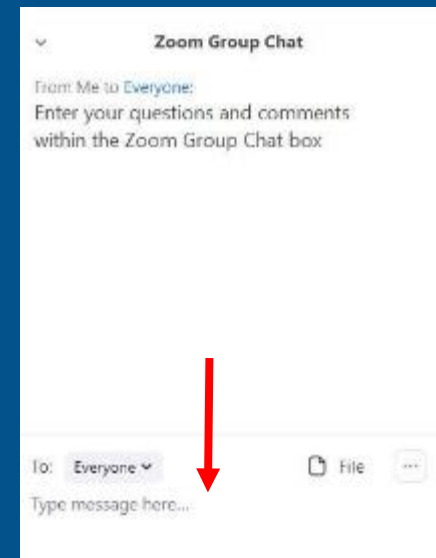 Zoom Group Chat
From Me to Everyone:
Enter your questions and comments
within the Zoom Group Chat box
To: Everyone File ...
Type message here...